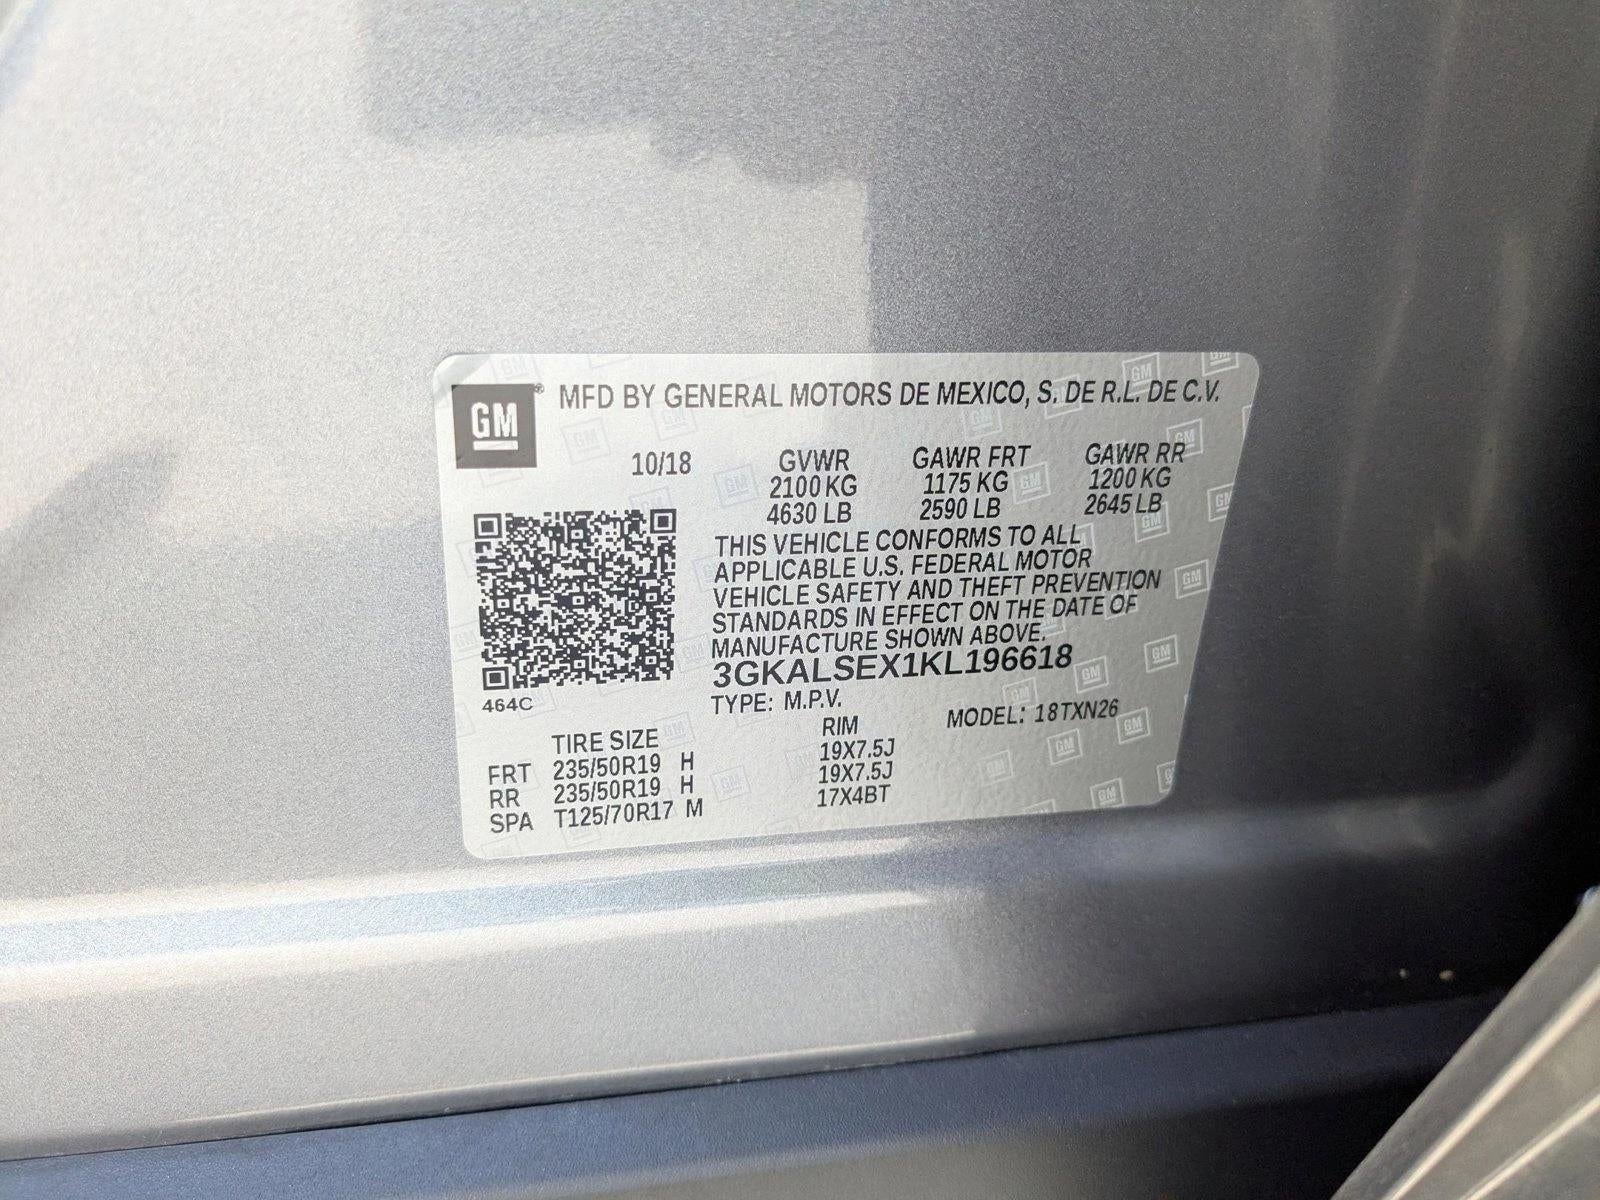 GM® MFD BY GENERAL MOTORS DE MEXICO, S. DE R.L. DE C.V.
10/18 GVWR GAWR FRT GAWR RR
2100 KG 1175 KG 1200 KG
4630 LB 2590 LB 2645 LB
THIS VEHICLE CONFORMS TO ALL
APPLICABLE U.S. FEDERAL MOTOR
VEHICLE SAFETY AND THEFT PREVENTION
STANDARDS IN EFFECT ON THE DATE OF
MANUFACTURE SHOWN ABOVE.
3GKALSEX1KL196618
464C TYPE: M.P.V. MODEL: 18TXN26
TIRE SIZE RIM
FRT 235/50R19 H 19X7.5J
RR 235/50R19 H 19X7.5J
SPA T125/70R17 M 17X4BT